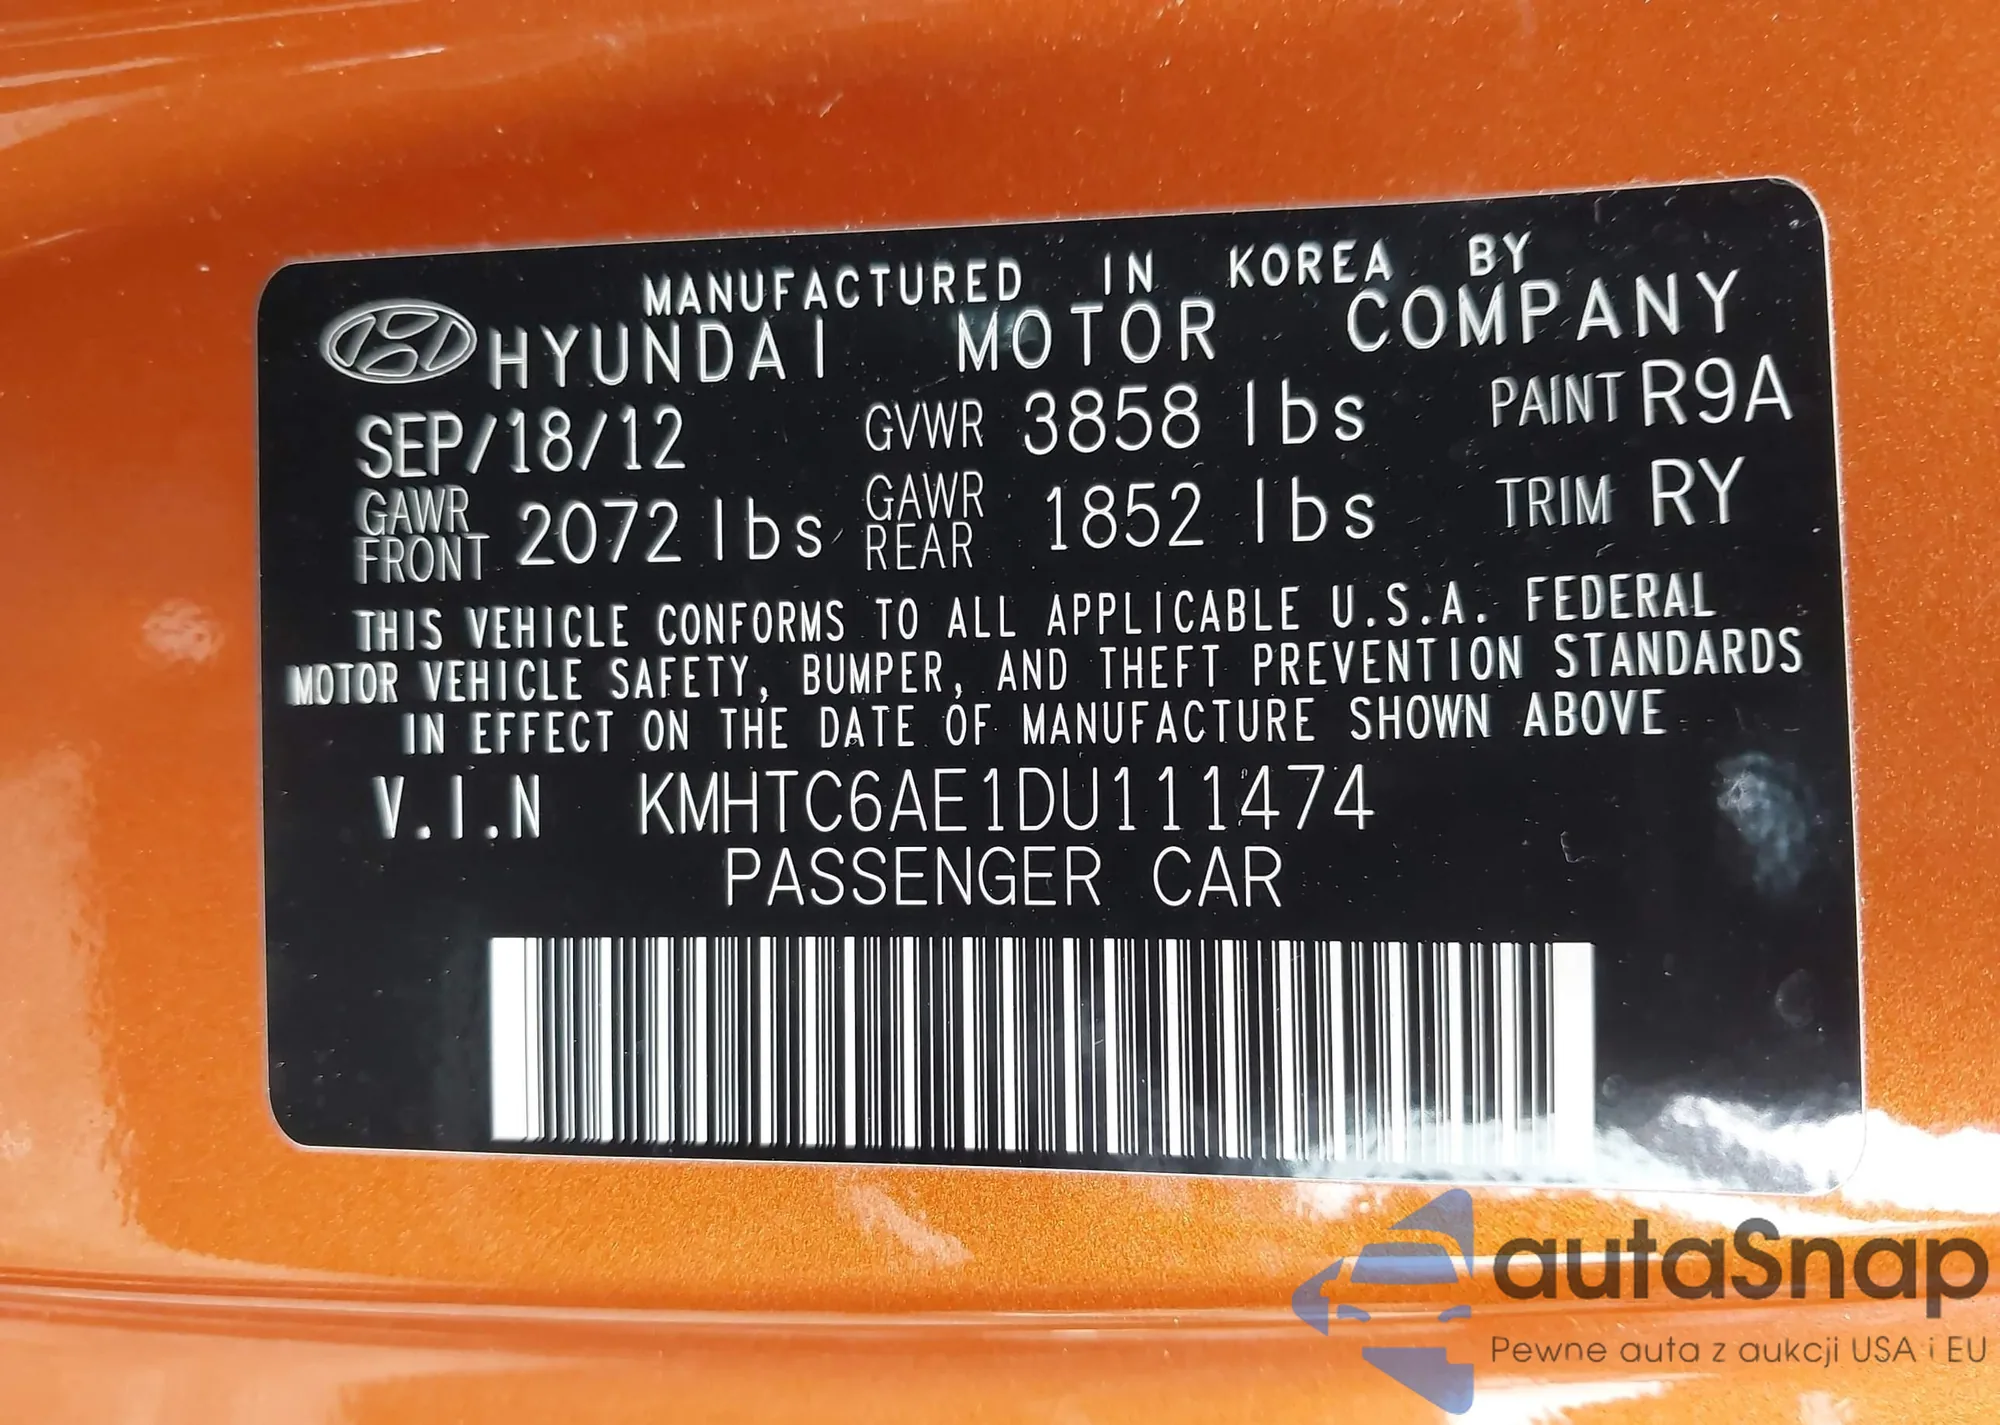 MANUFACTURED IN KOREA BY
HYUNDAI MOTOR COMPANY
SEP/18/12 GVWR 3858 lbs PAINT R9A
GAWR FRONT 2072 lbs GAWR REAR 1852 lbs TRIM RY
THIS VEHICLE CONFORMS TO ALL APPLICABLE U.S.A. FEDERAL
MOTOR VEHICLE SAFETY, BUMPER, AND THEFT PREVENTION STANDARDS
IN EFFECT ON THE DATE OF MANUFACTURE SHOWN ABOVE
V.I.N KMHTC6AE1DU111474
PASSENGER CAR
autaSnap
Pewne auta z aukcji USA i EU